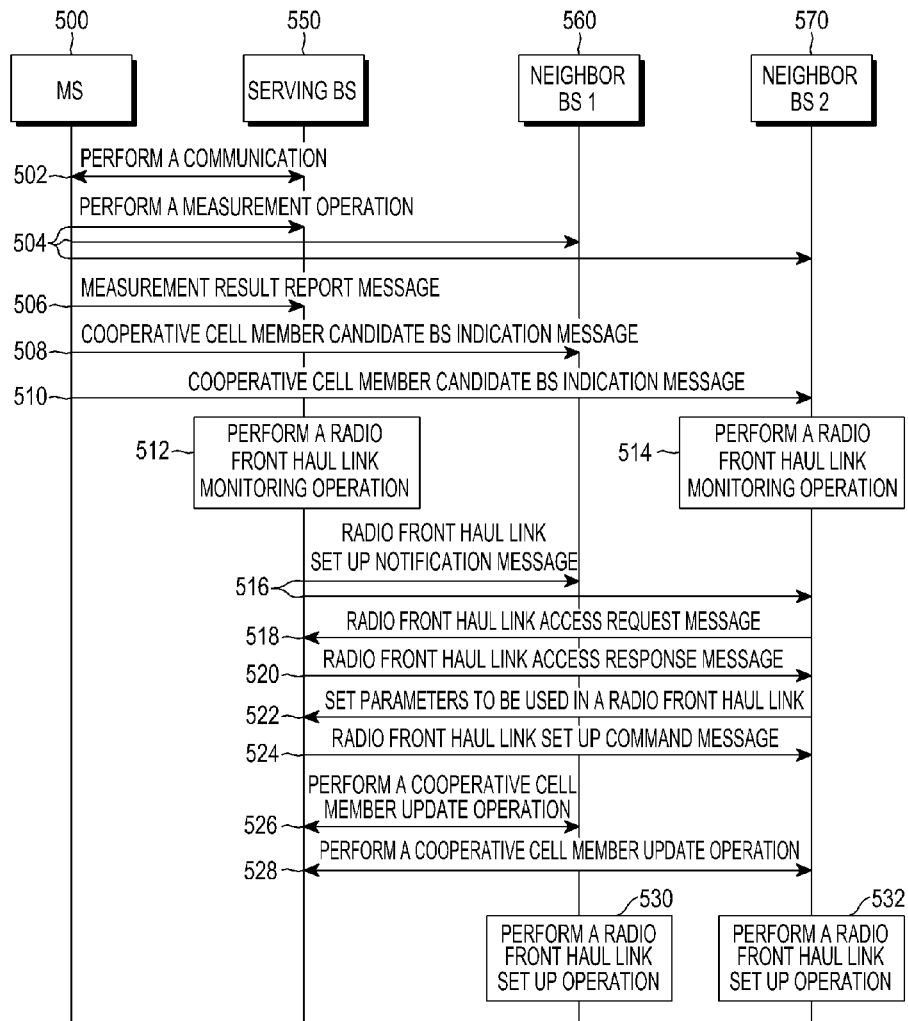 500
550
560
570
MS
SERVING BS
NEIGHBOR
BS 1
NEIGHBOR
BS 2
PERFORM A COMMUNICATION
502
PERFORM A MEASUREMENT OPERATION
504
MEASUREMENT RESULT REPORT MESSAGE
506
COOPERATIVE CELL MEMBER CANDIDATE BS INDICATION MESSAGE
508
COOPERATIVE CELL MEMBER CANDIDATE BS INDICATION MESSAGE
510
512
PERFORM A RADIO
FRONT HAUL LINK
MONITORING OPERATION
514
PERFORM A RADIO
FRONT HAUL LINK
MONITORING OPERATION
RADIO FRONT HAUL LINK
SET UP NOTIFICATION MESSAGE
516
RADIO FRONT HAUL LINK ACCESS REQUEST MESSAGE
518
RADIO FRONT HAUL LINK ACCESS RESPONSE MESSAGE
520
SET PARAMETERS TO BE USED IN A RADIO FRONT HAUL LINK
522
RADIO FRONT HAUL LINK SET UP COMMAND MESSAGE
524
PERFORM A COOPERATIVE CELL
MEMBER UPDATE OPERATION
526
PERFORM A COOPERATIVE CELL MEMBER UPDATE OPERATION
528
530
532
PERFORM A RADIO
FRONT HAUL LINK
SET UP OPERATION
PERFORM A RADIO
FRONT HAUL LINK
SET UP OPERATION